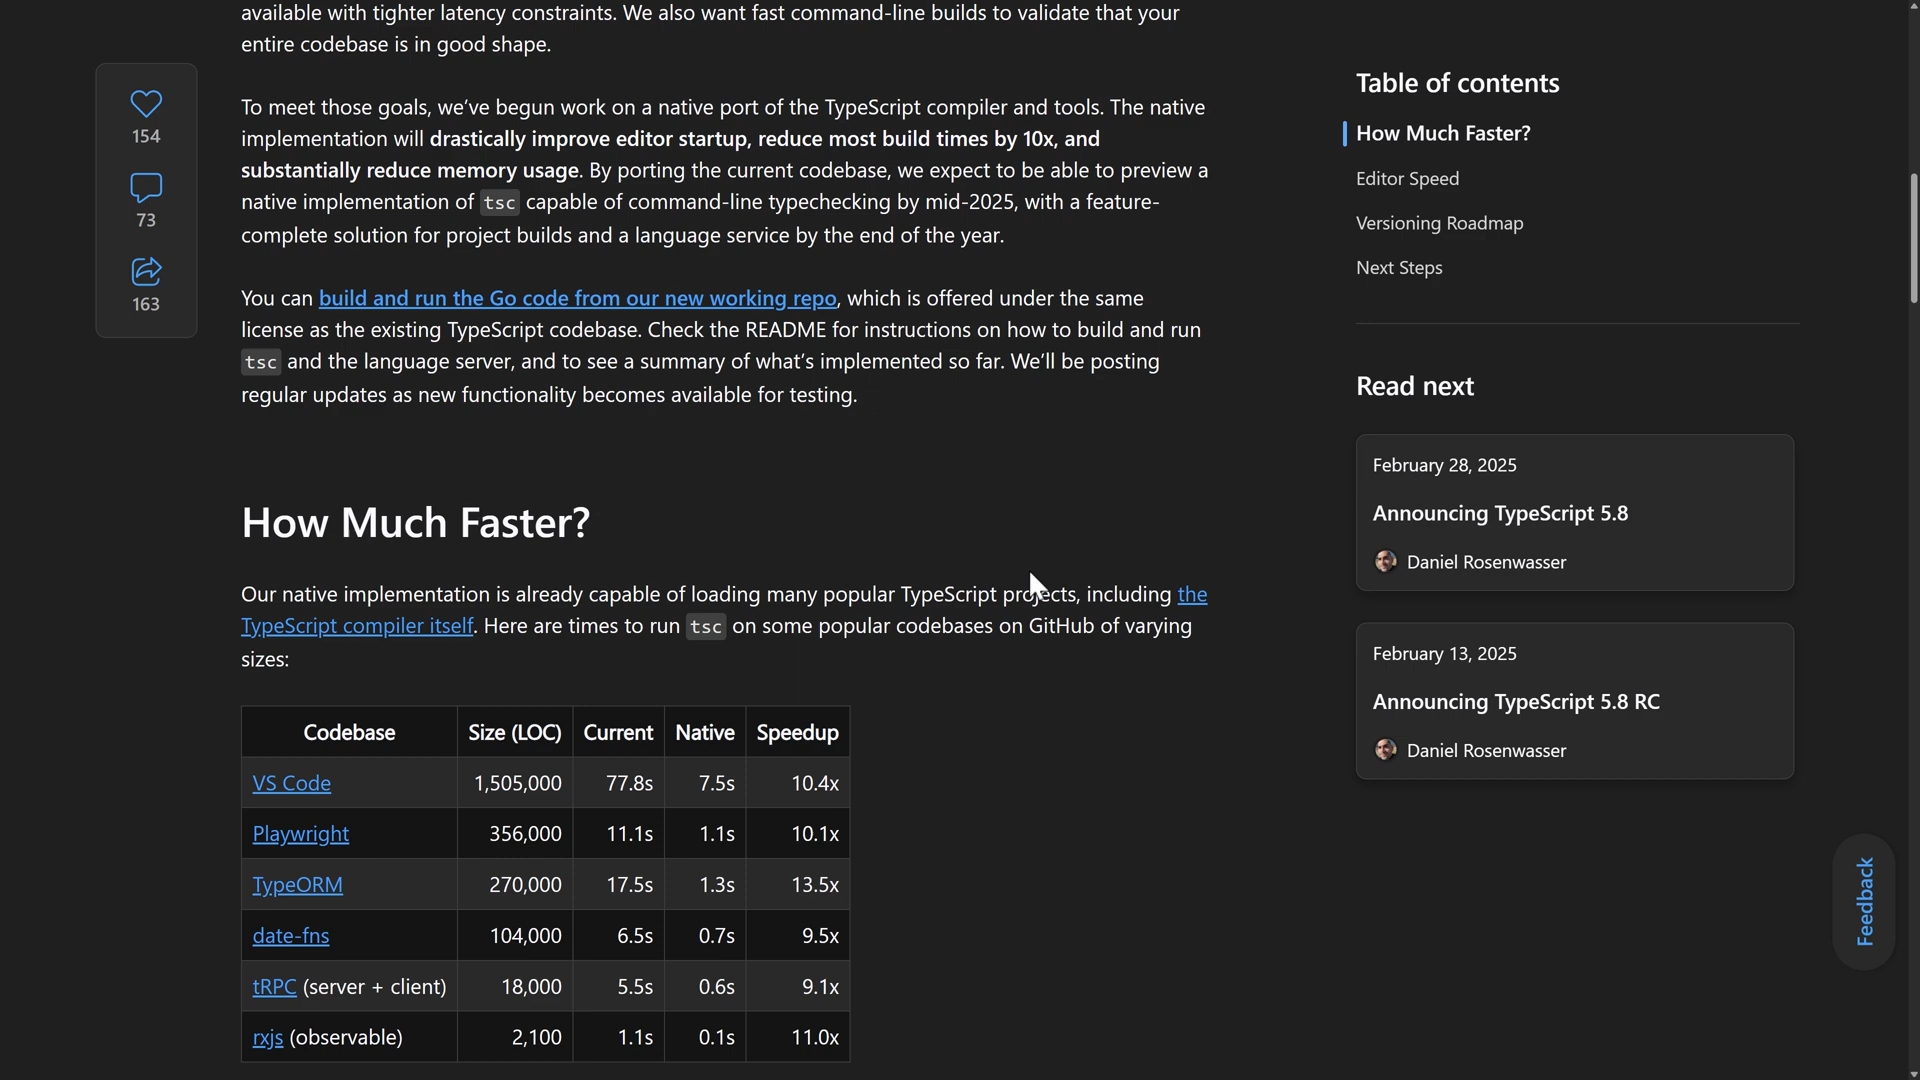 available with tighter latency constraints. We also want fast command-line builds to validate that your
entire codebase is in good shape.
154
73
163
To meet those goals, we’ve begun work on a native port of the TypeScript compiler and tools. The native
implementation will drastically improve editor startup, reduce most build times by 10x, and
substantially reduce memory usage. By porting the current codebase, we expect to be able to preview a
native implementation of tsc capable of command-line typechecking by mid-2025, with a feature-
complete solution for project builds and a language service by the end of the year.
You can build and run the Go code from our new working repo, which is offered under the same
license as the existing TypeScript codebase. Check the README for instructions on how to build and run
tsc and the language server, and to see a summary of what’s implemented so far. We’ll be posting
regular updates as new functionality becomes available for testing.
How Much Faster?
Our native implementation is already capable of loading many popular TypeScript projects, including the
TypeScript compiler itself. Here are times to run tsc on some popular codebases on GitHub of varying
sizes:
Codebase Size (LOC) Current Native Speedup
VS Code 1,505,000 77.8s 7.5s 10.4x
Playwright 356,000 11.1s 1.1s 10.1x
TypeORM 270,000 17.5s 1.3s 13.5x
date-fns 104,000 6.5s 0.7s 9.5x
tRPC (server + client) 18,000 5.5s 0.6s 9.1x
rxjs (observable) 2,100 1.1s 0.1s 11.0x
Table of contents
How Much Faster?
Editor Speed
Versioning Roadmap
Next Steps
Read next
February 28, 2025
Announcing TypeScript 5.8
Daniel Rosenwasser
February 13, 2025
Announcing TypeScript 5.8 RC
Daniel Rosenwasser
Feedback